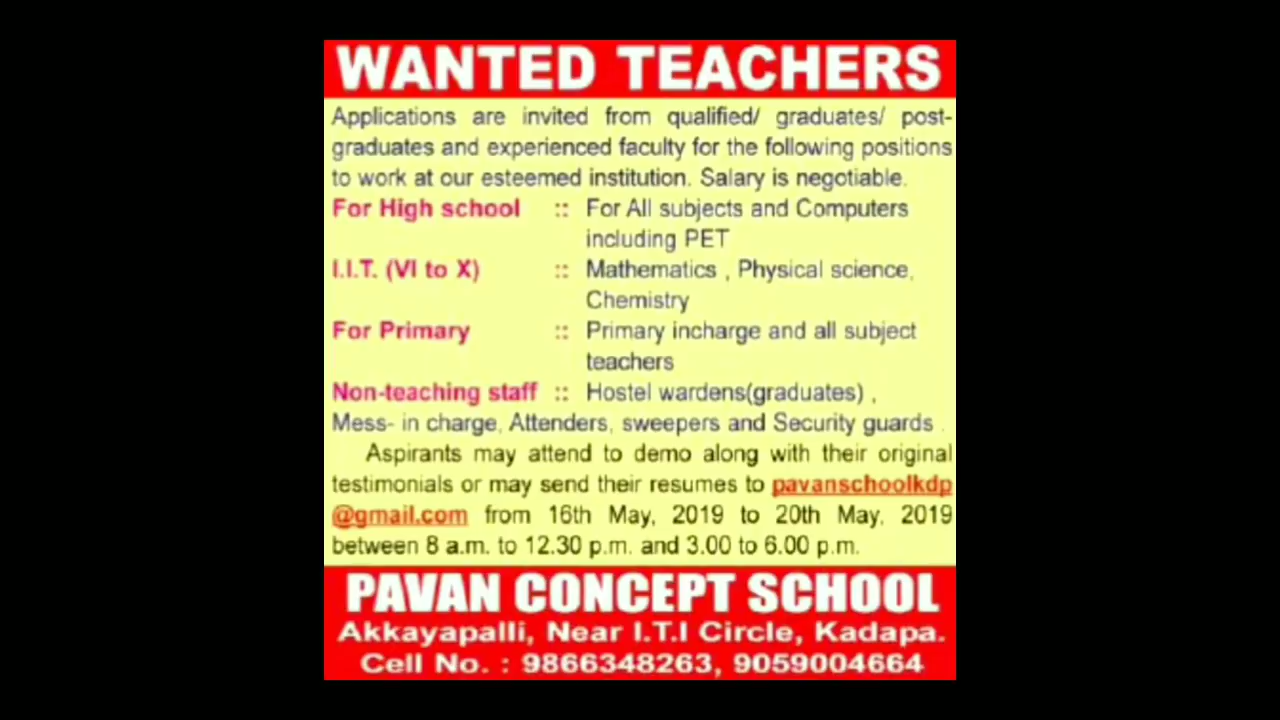 WANTED TEACHERS
Applications are invited from qualified/ graduates/ post-
graduates and experienced faculty for the following positions
to work at our esteemed institution. Salary is negotiable.
For High school :: For All subjects and Computers
including PET
I.I.T. (VI to X) :: Mathematics , Physical science,
Chemistry
For Primary :: Primary incharge and all subject
teachers
Non-teaching staff :: Hostel wardens(graduates) ,
Mess- in charge, Attenders, sweepers and Security guards .
Aspirants may attend to demo along with their original
testimonials or may send their resumes to pavanschoolkdp
@gmail.com from 16th May, 2019 to 20th May, 2019
between 8 a.m. to 12.30 p.m. and 3.00 to 6.00 p.m.
PAVAN CONCEPT SCHOOL
Akkayapalli, Near I.T.I Circle, Kadapa.
Cell No. : 9866348263, 9059004664